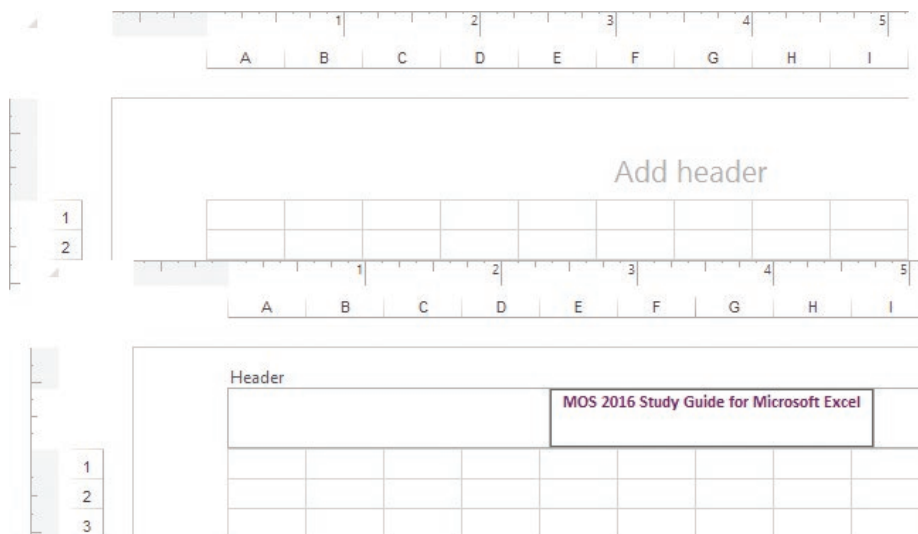 1 2 3 4 5
A B C D E F G H I
Add header
1
2
1 2 3 4 5
A B C D E F G H I
Header
MOS 2016 Study Guide for Microsoft Excel
1
2
3